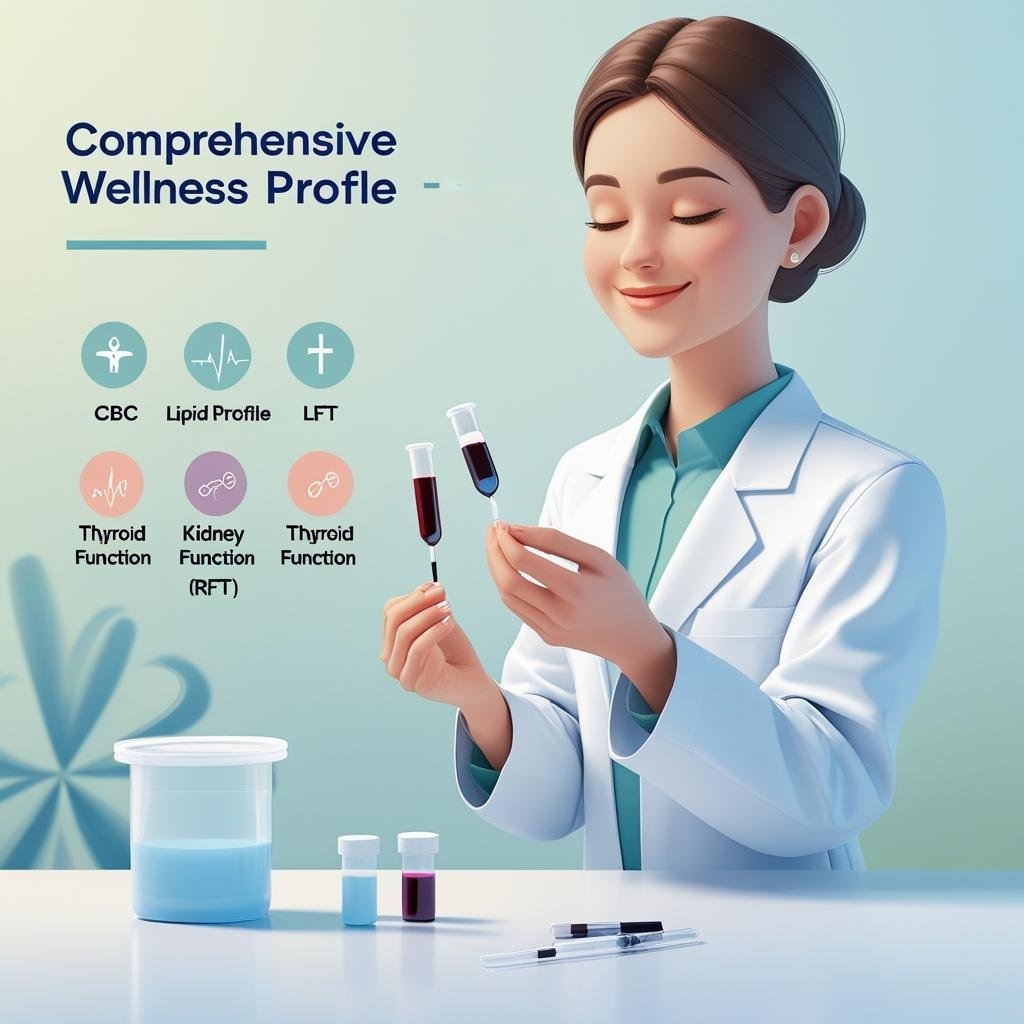 Comprehensive
Wellness Profle
CBC
Lipid Profile
LFT
Thyroid
Function
Kidney
Function
(RFT)
Thyroid
Function